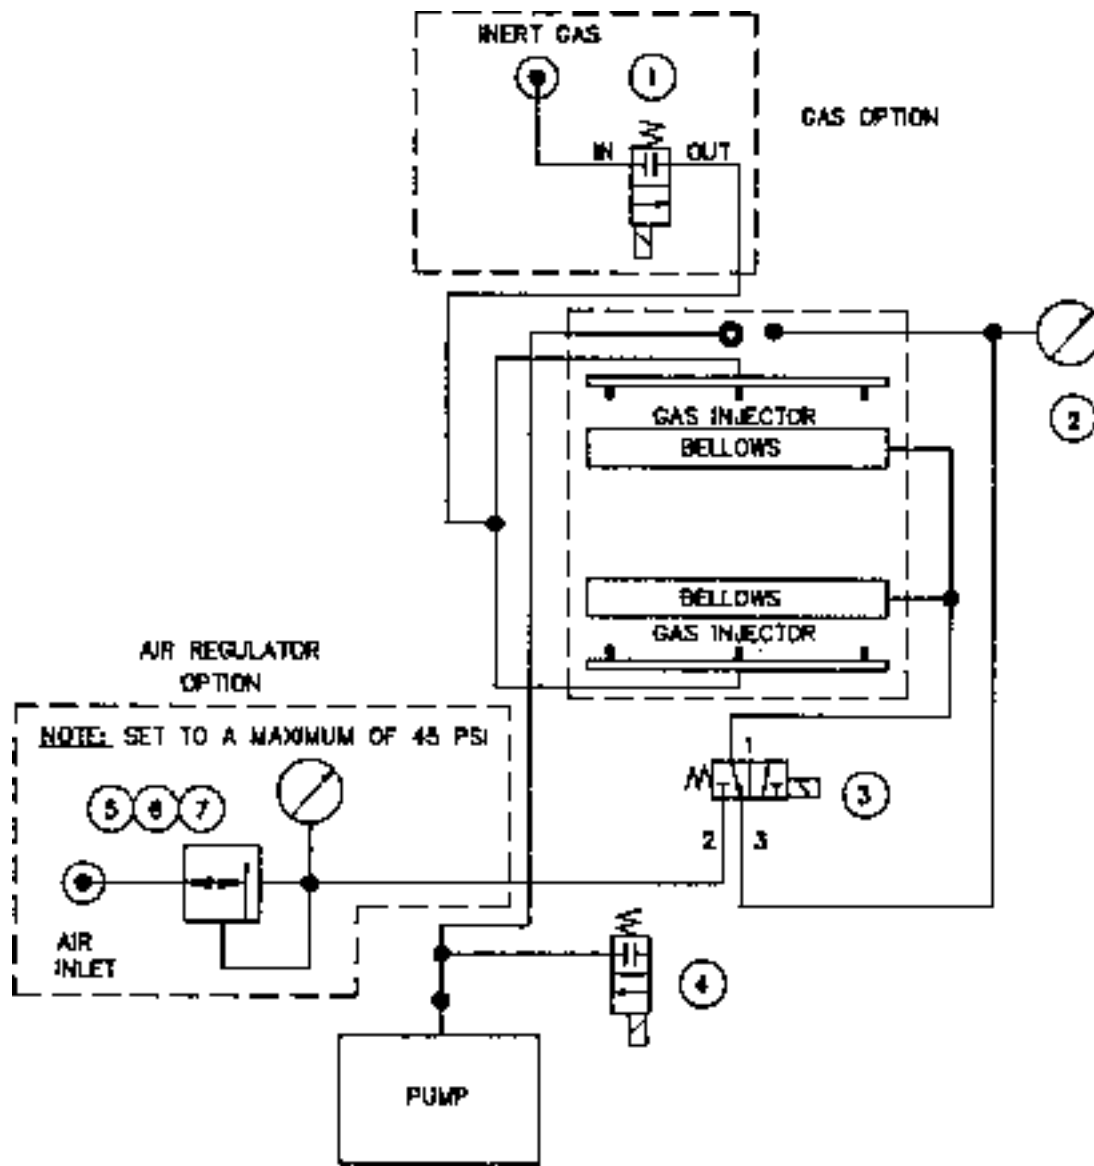 INERT GAS
1
GAS OPTION
IN OUT
2
GAS INJECTOR
BELLOWS
BELLOWS
GAS INJECTOR
AIR REGULATOR
OPTION
NOTE: SET TO A MAXIMUM OF 45 PSI
1
3
5 6 7
2 3
AIR
INLET
4
PUMP